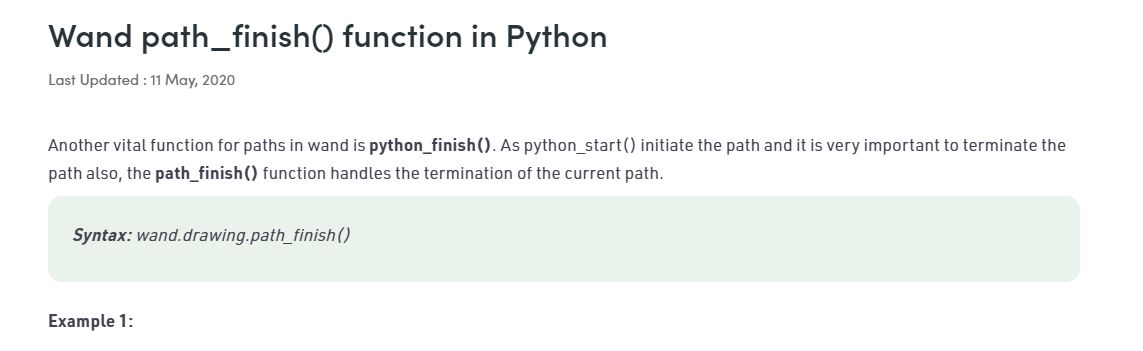 Wand path_finish() function in Python
Last Updated : 11 May, 2020
Another vital function for paths in wand is python_finish(). As python_start() initiate the path and it is very important to terminate the
path also, the path_finish() function handles the termination of the current path.
Syntax: wand.drawing.path_finish()
Example 1: